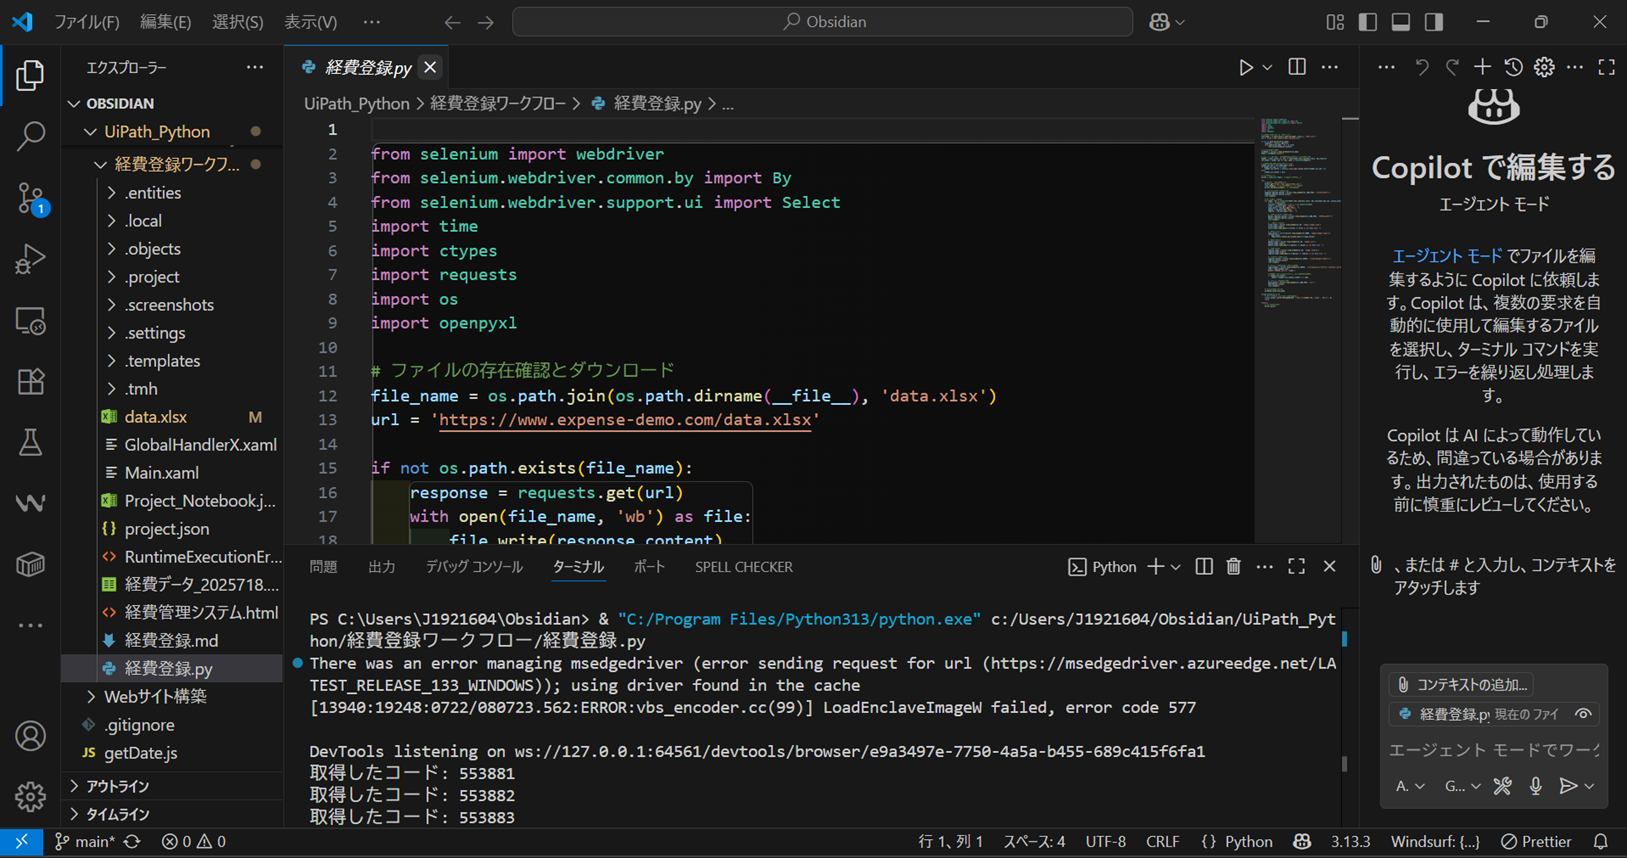 ファイル(F) 編集(E) 選択(S) 表示(V) … Obsidian
エクスプローラー
OBSIDIAN
UiPath_Python
経費登録ワークフ...
.entities
.local
.objects
.project
.screenshots
.settings
.templates
.tmh
data.xlsx M
GlobalHandlerX.xaml
Main.xaml
Project_Notebook.j...
project.json
RuntimeExecutionEr...
経費データ_2025718....
経費管理システム.html
経費登録.md
経費登録.py
Webサイト構築
.gitignore
JS getDate.js
アウトライン
タイムライン
経費登録.py
UiPath_Python > 経費登録ワークフロー > 経費登録.py > ...
1
2 from selenium import webdriver
3 from selenium.webdriver.common.by import By
4 from selenium.webdriver.support.ui import Select
5 import time
6 import ctypes
7 import requests
8 import os
9 import openpyxl
10
11 # ファイルの存在確認とダウンロード
12 file_name = os.path.join(os.path.dirname(__file__), 'data.xlsx')
13 url = 'https://www.expense-demo.com/data.xlsx'
14
15 if not os.path.exists(file_name):
16 response = requests.get(url)
17 with open(file_name, 'wb') as file:
18 file.write(response.content)
問題 出力 デバッグ コンソール ターミナル ポート SPELL CHECKER Python
PS C:\Users\J1921604\Obsidian> & "C:/Program Files/Python313/python.exe" c:/Users/J1921604/Obsidian/UiPath_Pyt
hon/経費登録ワークフロー/経費登録.py
There was an error managing msedgedriver (error sending request for url (https://msedgedriver.azureedge.net/LA
TEST_RELEASE_133_WINDOWS)); using driver found in the cache
[13940:19248:0722/080723.562:ERROR:vbs_encoder.cc(99)] LoadEnclaveImageW failed, error code 577
DevTools listening on ws://127.0.0.1:64561/devtools/browser/e9a3497e-7750-4a5a-b455-689c415f6fa1
取得したコード: 553881
取得したコード: 553882
取得したコード: 553883
Copilot で編集する
エージェント モード
エージェント モード でファイルを編
集するように Copilot に依頼しま
す。Copilot は、複数の要求を自
動的に使用して編集するファイル
を選択し、ターミナル コマンドを実
行し、エラーを繰り返し処理しま
す。
Copilot は AI によって動作してい
るため、間違っている場合がありま
す。出力されたものは、使用する
前に慎重にレビューしてください。
、または # と入力し、コンテキストを
アタッチします
コンテキストの追加...
経費登録.py 現在の ファイ
エージェント モードでワーク
A. G...
1
main* 0 0 行 1、列 1 スペース: 4 UTF-8 CRLF {} Python 3.13.3 Windsurf: {...} Prettier